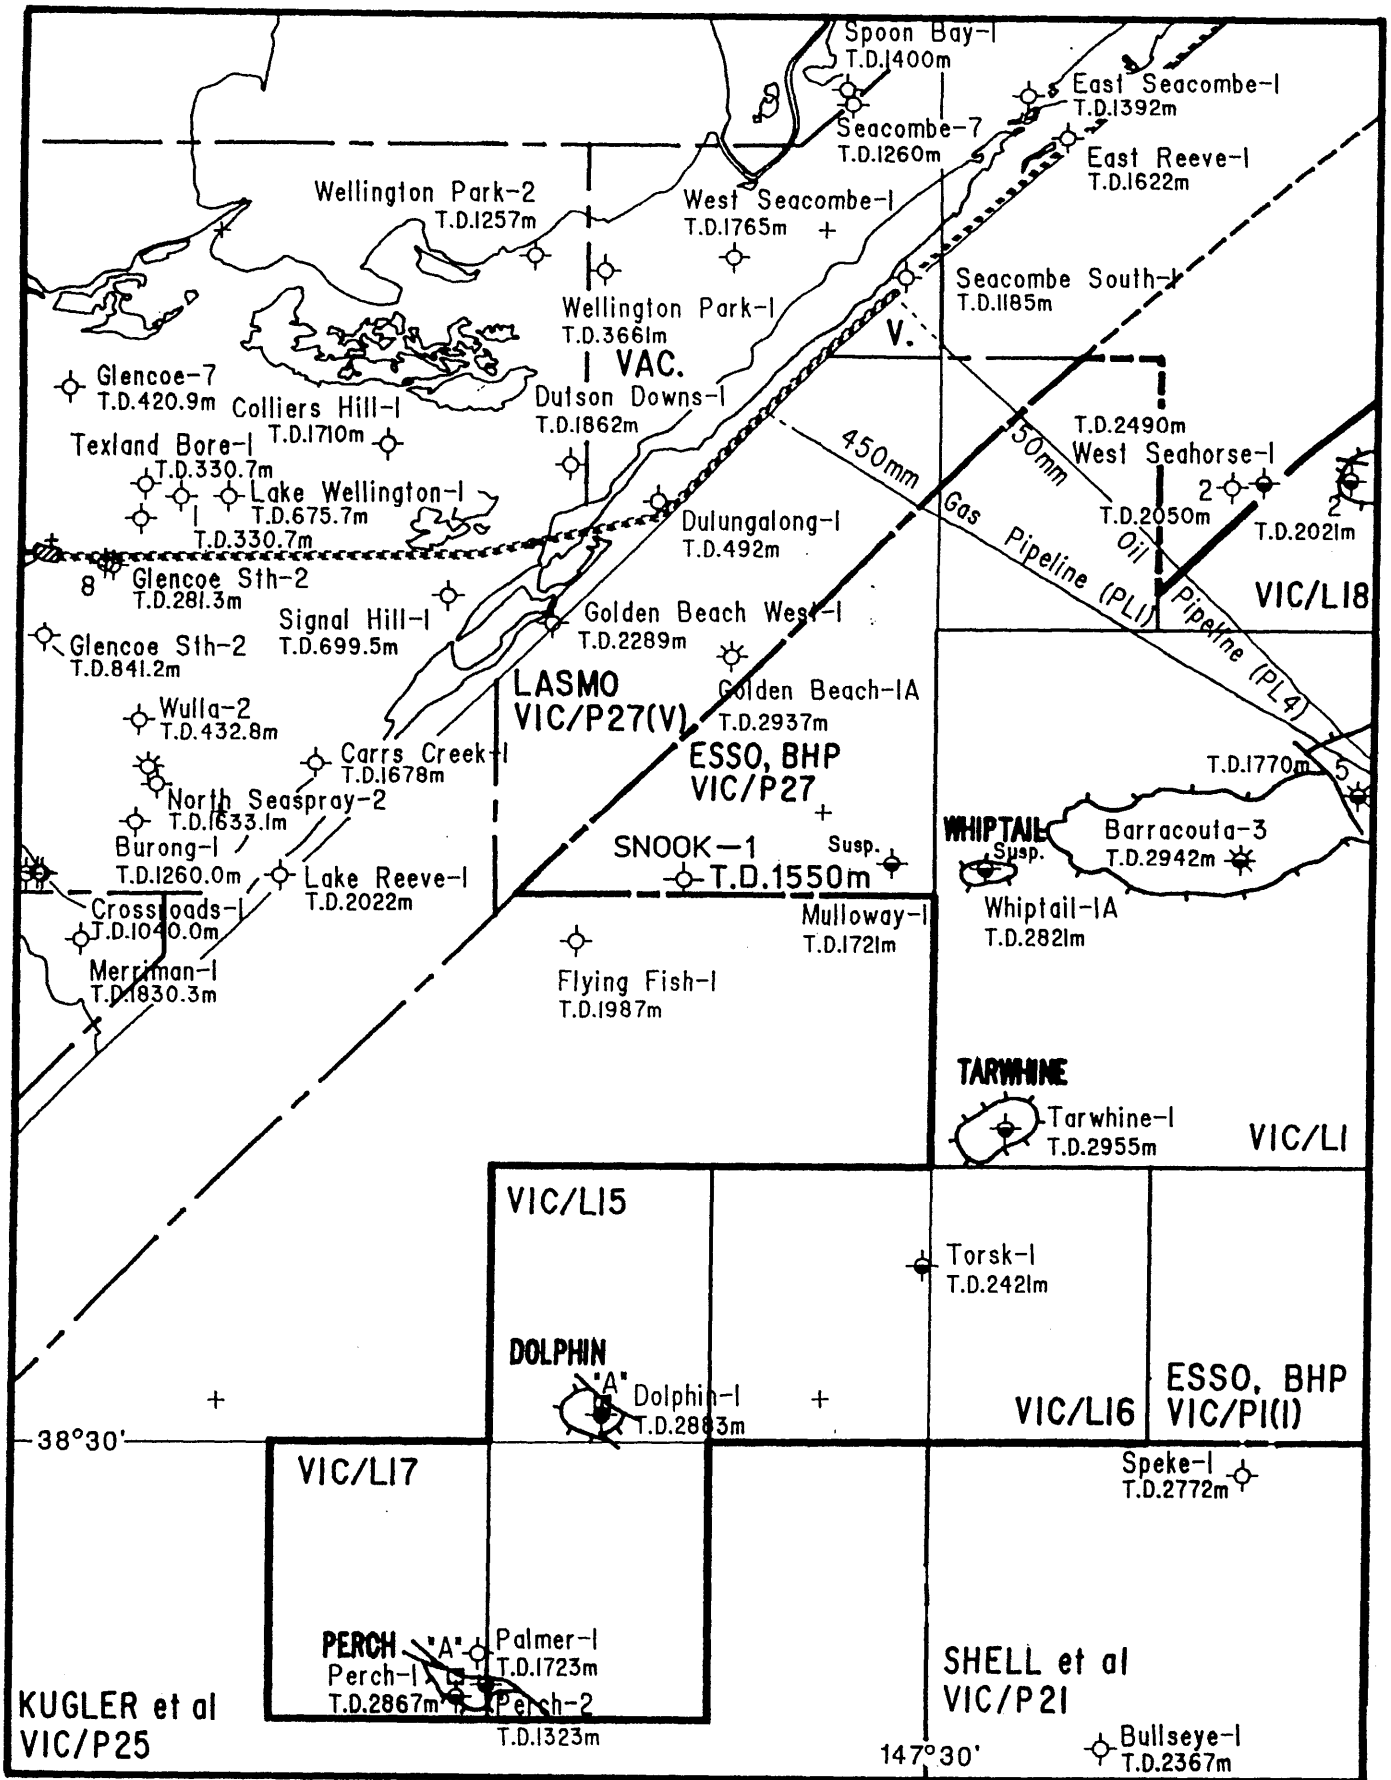 Spoon Bay-1
T.D.1400m
East Seacombe-1
T.D.1392m
Seacombe-7
T.D.1260m
East Reeve-1
T.D.1622m
Wellington Park-2
T.D.1257m
West Seacombe-1
T.D.1765m
Seacombe South-1
T.D.1185m
Wellington Park-1
T.D.3661m
V.
VAC.
Glencoe-7
T.D.420.9m
Colliers Hill-1
T.D.1710m
Dutson Downs-1
T.D.1862m
Texland Bore-1
T.D.330.7m
450mm
Gas
Pipeline (PL1)
150mm
Oil
Pipeline (PL4)
T.D.2490m
West Seahorse-1
2
T.D.2050m
T.D.2021m
2
Lake Wellington-1
T.D.675.7m
1
T.D.330.7m
Dulungalong-1
T.D.492m
8
Glencoe Sth-2
T.D.281.3m
VIC/L18
Signal Hill-1
T.D.699.5m
Golden Beach West-1
T.D.2289m
Glencoe Sth-2
T.D.841.2m
LASMO
VIC/P27(V)
Golden Beach-1A
T.D.2937m
Wulla-2
T.D.432.8m
Carrs Creek-1
T.D.1678m
ESSO, BHP
VIC/P27
T.D.1770m
5
North Seaspray-2
T.D.1633.1m
Burong-1
T.D.1260.0m
SNOOK-1
T.D.1550m
Susp.
WHIPTAIL
Susp.
Barracouta-3
T.D.2942m
Lake Reeve-1
T.D.2022m
Crossroads-1
T.D.1040.0m
Mulloway-1
T.D.1721m
Whiptail-1A
T.D.2821m
Merriman-1
T.D.1830.3m
Flying Fish-1
T.D.1987m
TARWHINE
Tarwhine-1
T.D.2955m
VIC/L1
VIC/L15
Torsk-1
T.D.2421m
DOLPHIN
"A"
Dolphin-1
T.D.2883m
VIC/L16
ESSO, BHP
VIC/P1(1)
38°30'
VIC/L17
Speke-1
T.D.2772m
PERCH
"A"
Palmer-1
T.D.1723m
Perch-1
T.D.2867m
Perch-2
T.D.1323m
SHELL et al
VIC/P21
KUGLER et al
VIC/P25
147°30'
Bullseye-1
T.D.2367m